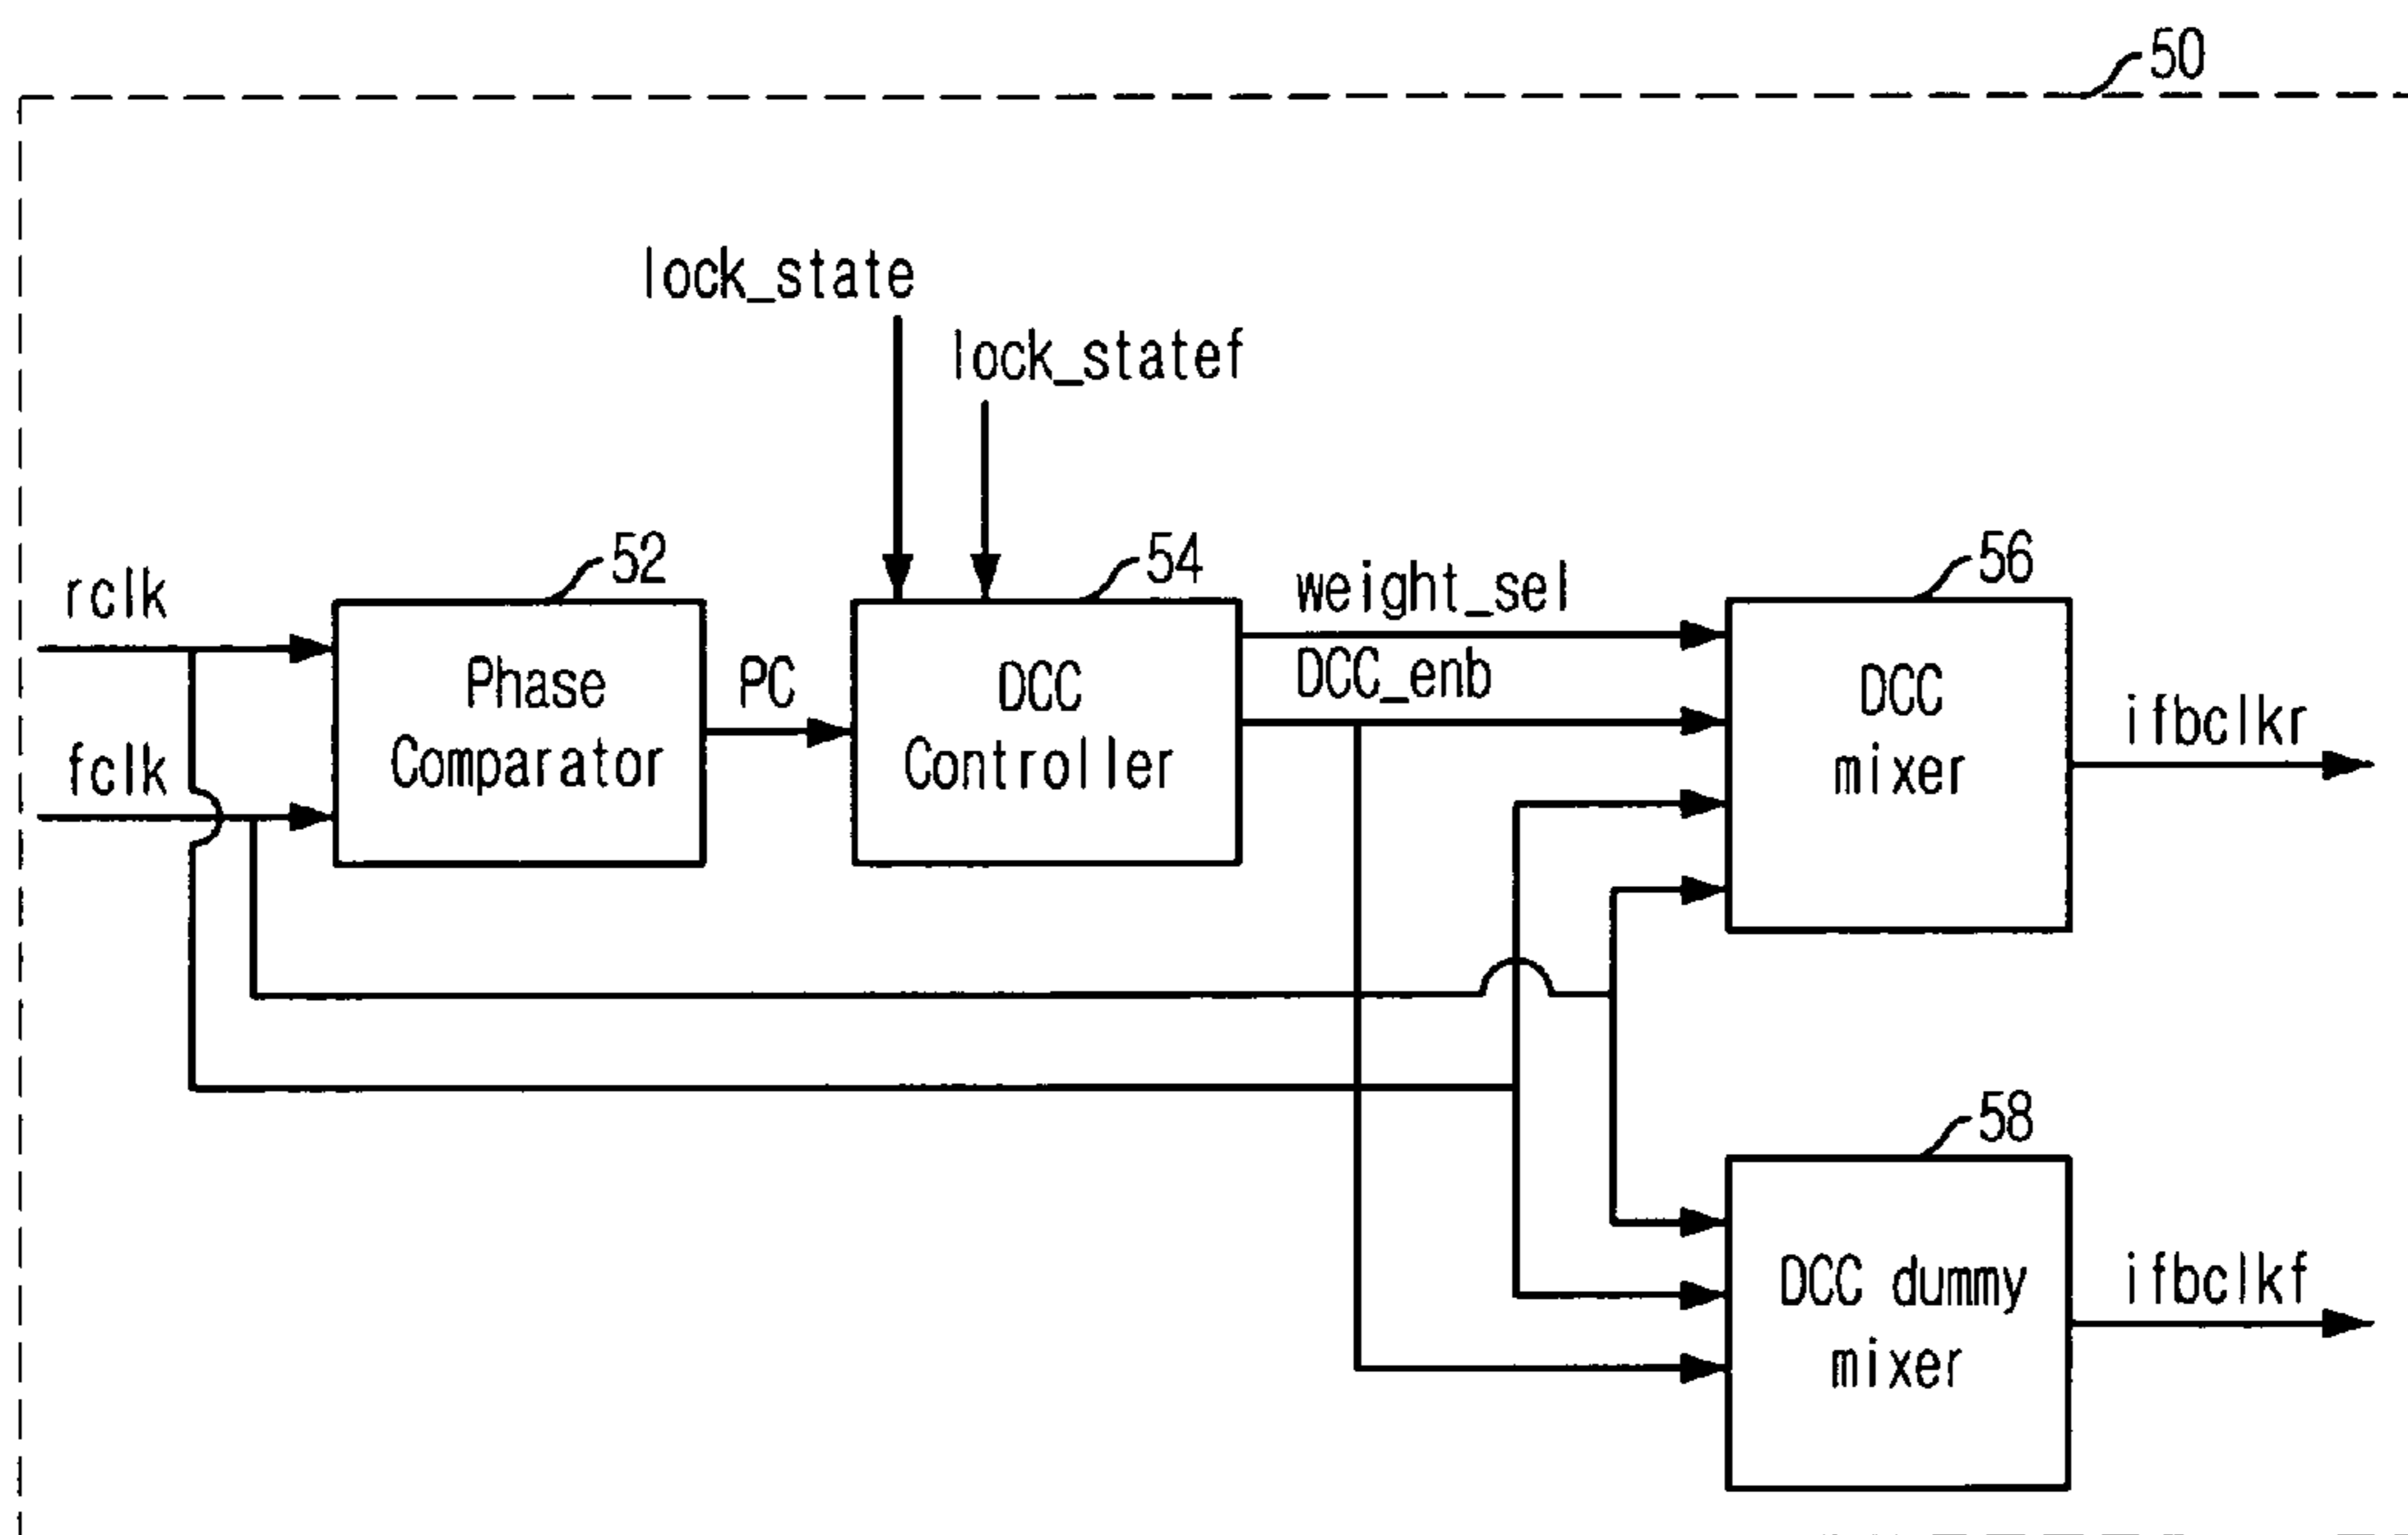 50
lock_state
lock_statef
52
54
56
rclk
weight_sel
Phase
Comparator
PC
DCC
Controller
DCC_enb
DCC
mixer
ifbclkr
fclk
58
DCC dummy
mixer
ifbclkf